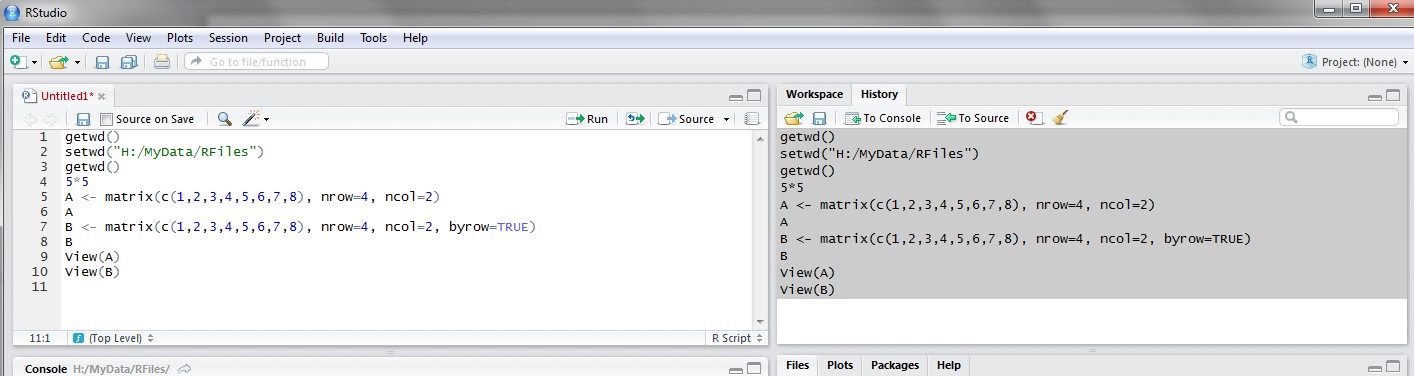 RStudio
File Edit Code View Plots Session Project Build Tools Help
Go to file/function
Project: (None)
Untitled1*
Source on Save
Run
Source
1 getwd()
2 setwd("H:/MyData/RFiles")
3 getwd()
4 5*5
5 A <- matrix(c(1,2,3,4,5,6,7,8), nrow=4, ncol=2)
6 A
7 B <- matrix(c(1,2,3,4,5,6,7,8), nrow=4, ncol=2, byrow=TRUE)
8 B
9 View(A)
10 View(B)
11
11:1 (Top Level) R Script
Console H:/MyData/RFiles/
Workspace History
To Console To Source
getwd()
setwd("H:/MyData/RFiles")
getwd()
5*5
A <- matrix(c(1,2,3,4,5,6,7,8), nrow=4, ncol=2)
A
B <- matrix(c(1,2,3,4,5,6,7,8), nrow=4, ncol=2, byrow=TRUE)
B
View(A)
View(B)
Files Plots Packages Help